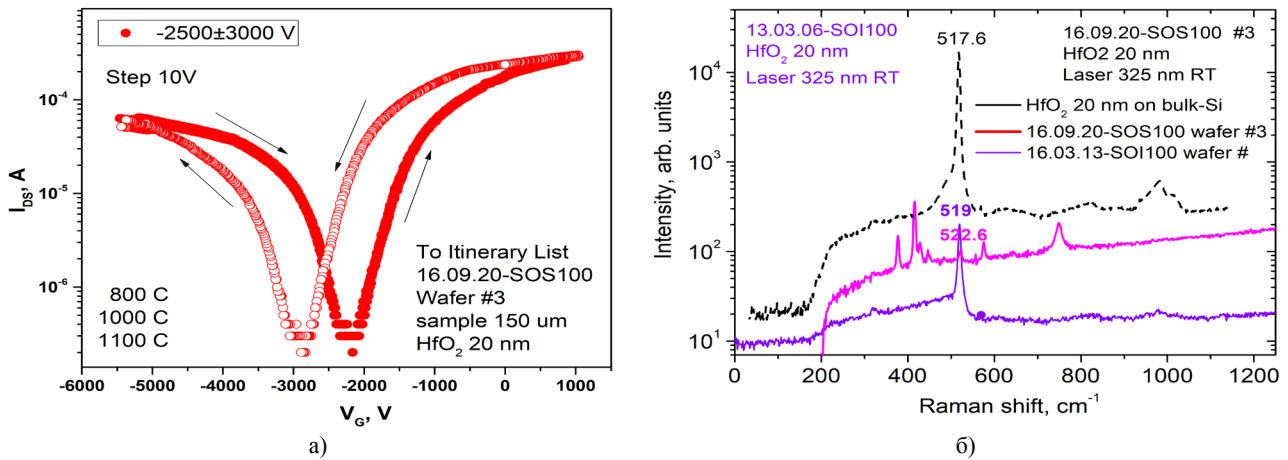 -2500±3000 V
Step 10V
10⁻⁴
10⁻⁵
10⁻⁶
I_DS, A
To Itinerary List
16.09.20-SOS100
Wafer #3
sample 150 um
HfO₂ 20 nm
800 C
1000 C
1100 C
-6000 -5000 -4000 -3000 -2000 -1000 0 1000
V_G, V
а)
13.03.06-SOI100
HfO₂ 20 nm
Laser 325 nm RT
517.6
16.09.20-SOS100 #3
HfO2 20 nm
Laser 325 nm RT
HfO₂ 20 nm on bulk-Si
16.09.20-SOS100 wafer #3
16.03.13-SOI100 wafer #
519
522.6
10⁴
10³
10²
10¹
Intensity, arb. units
0 200 400 600 800 1000 1200
Raman shift, cm⁻¹
б)